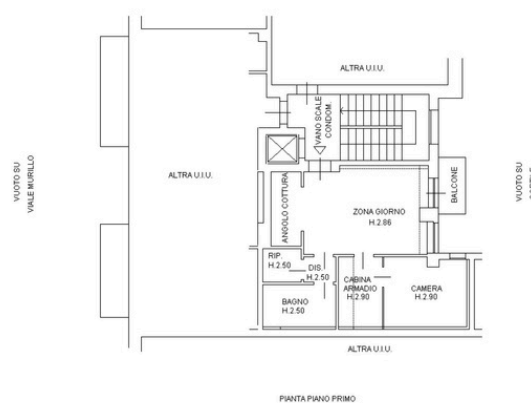 ALTRA U.I.U.
VANO SCALE
CONDOM.
VUOTO SU
VIALE MURILLO
ALTRA U.I.U.
ANGOLO COTTURA
ZONA GIORNO
H.2.86
BALCONE
VUOTO SU
RIP.
H.2.50
DIS.
H.2.50
BAGNO
H.2.50
CABINA
ARMADIO
H.2.90
CAMERA
H.2.90
ALTRA U.I.U.
PIANTA PIANO PRIMO